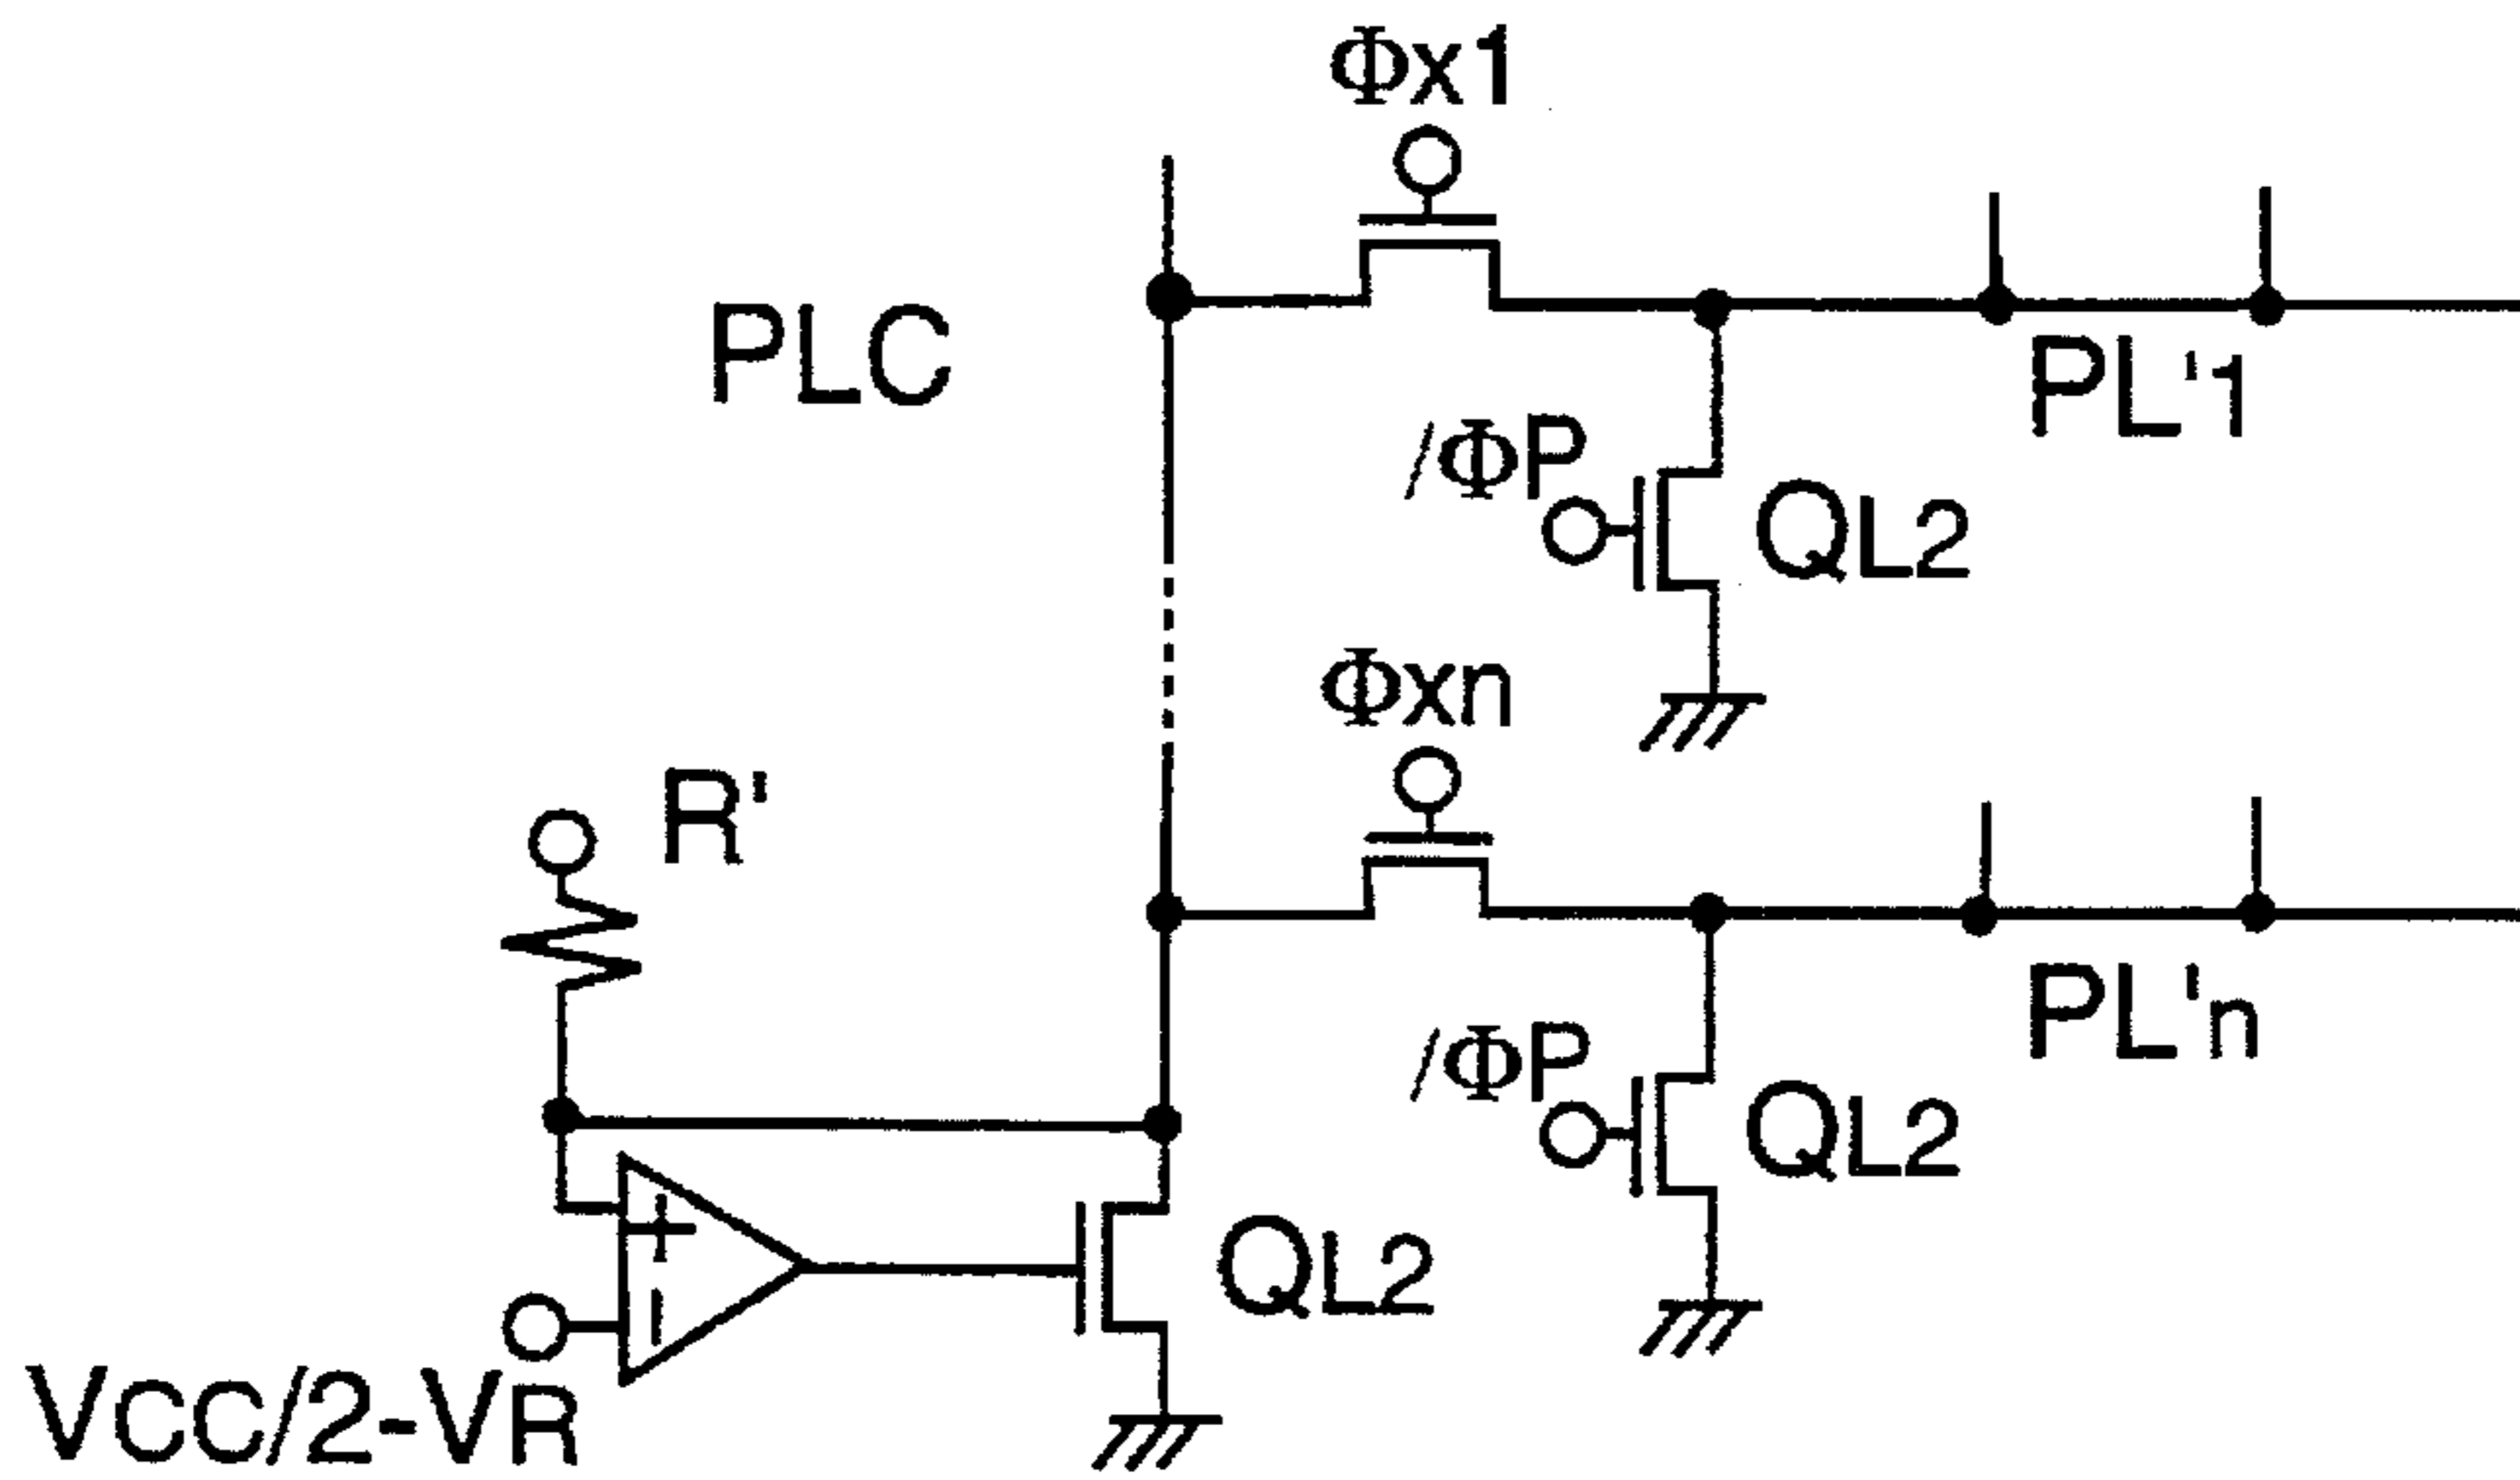 Φx1
PLC
PL'1
/ΦP
QL2
Φxn
R'
PL'n
/ΦP
QL2
+
QL2
-
VCC/2-VR